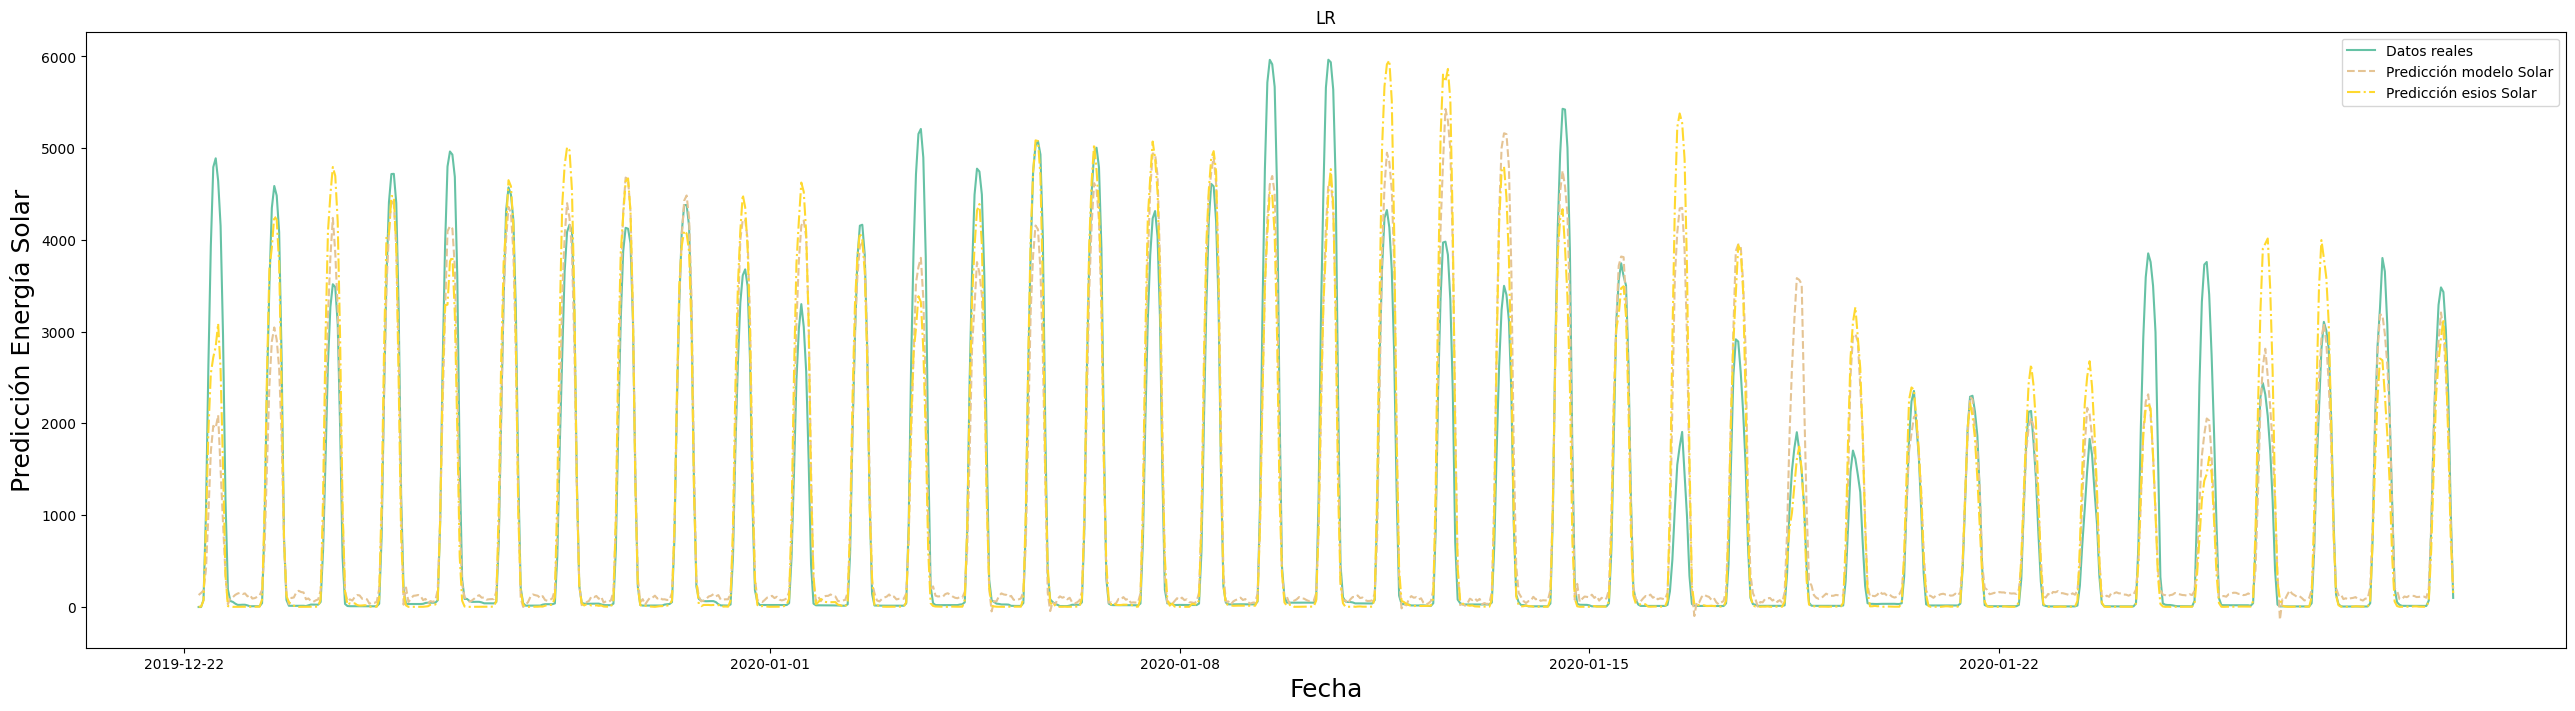 LR
Predicción Energía Solar
6000
5000
4000
3000
2000
1000
0
Datos reales
Predicción modelo Solar
Predicción esios Solar
2019-12-22
2020-01-01
2020-01-08
2020-01-15
2020-01-22
Fecha